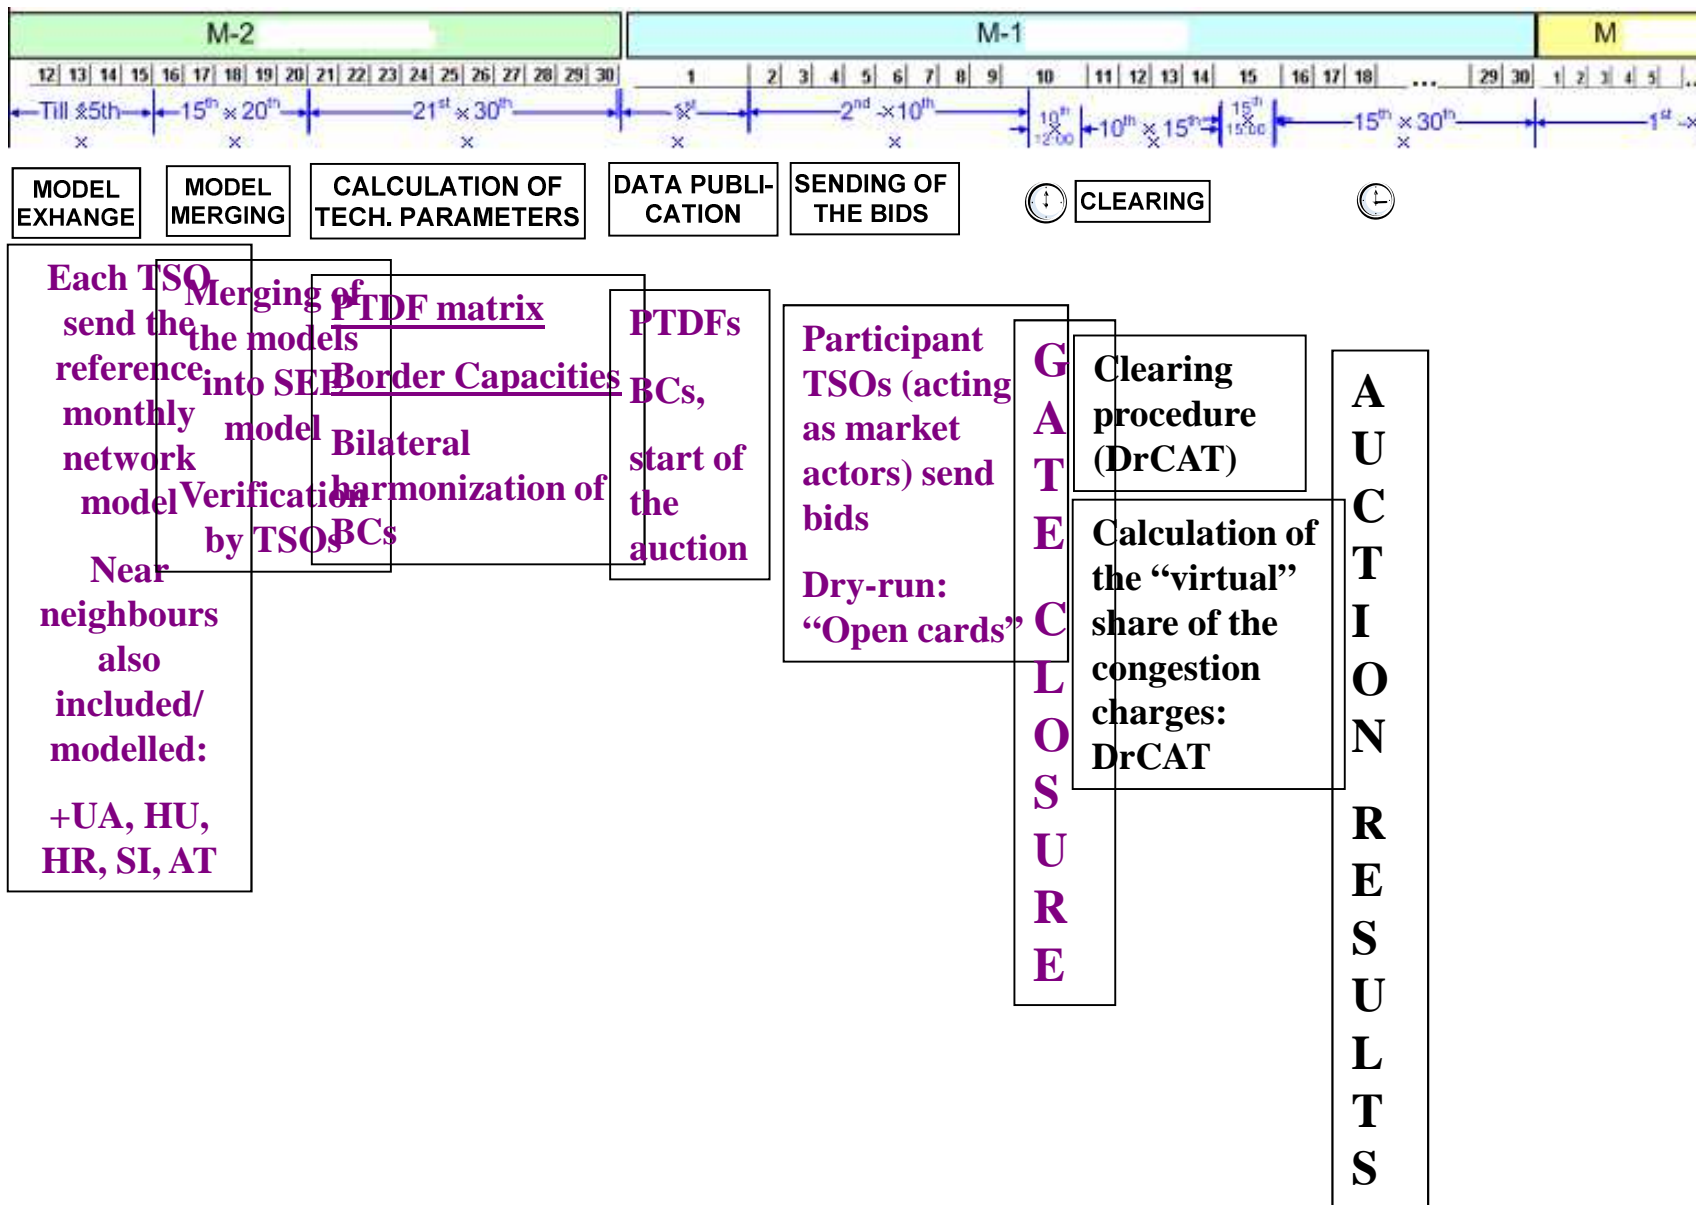 M-2
M-1
M
12 13 14 15 16 17 18 19 20 21 22 23 24 25 26 27 28 29 30 1 2 3 4 5 6 7 8 9 10 11 12 13 14 15 16 17 18 ... 29 30 1 2 3 4 5 ...
Till 25th
15th × 20th
21st × 30th
1st
2nd -×10th
10th
12:00
10th × 15th
15th
15:00
15th × 30th
1st -×
MODEL
EXHANGE
MODEL
MERGING
CALCULATION OF
TECH. PARAMETERS
DATA PUBLI-
CATION
SENDING OF
THE BIDS
CLEARING
Each TSO
send the
reference
monthly
network
model
Near
neighbours
also
included/
modelled:
+UA, HU,
HR, SI, AT
Merging of
the models
into SEE
model
Verification
by TSOs
PTDF matrix
Border Capacities
Bilateral
harmonization of
BCs
PTDFs
BCs,
start of
the
auction
Participant
TSOs (acting
as market
actors) send
bids
Dry-run:
“Open cards”
G
A
T
E
C
L
O
S
U
R
E
Clearing
procedure
(DrCAT)
Calculation of
the “virtual”
share of the
congestion
charges:
DrCAT
A
U
C
T
I
O
N
R
E
S
U
L
T
S